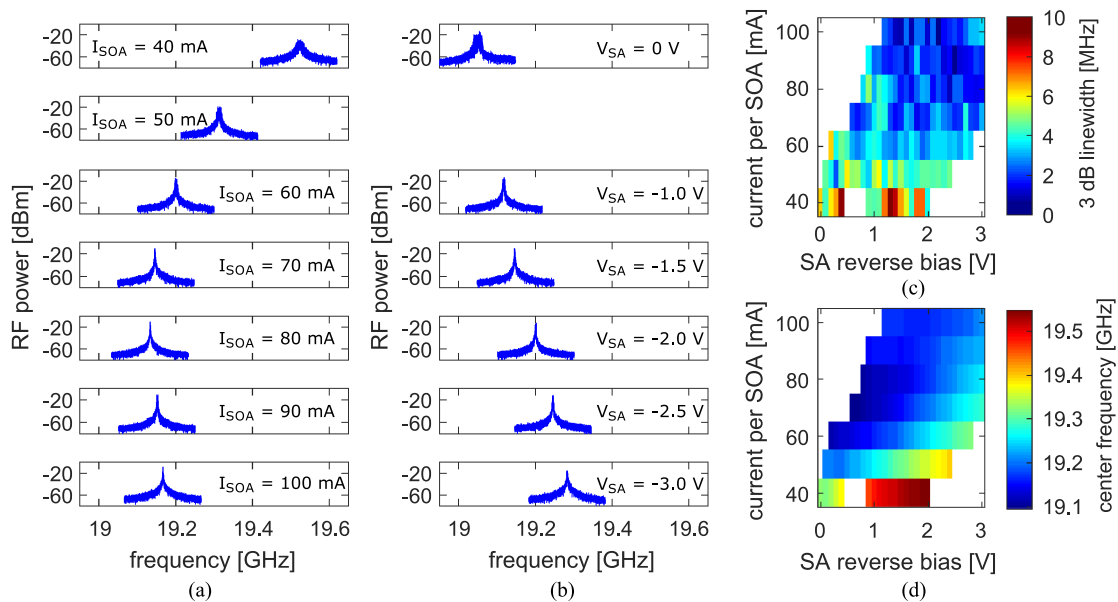 RF power [dBm]
-20
-60
I_SOA = 40 mA
-20
-60
I_SOA = 50 mA
-20
-60
I_SOA = 60 mA
-20
-60
I_SOA = 70 mA
-20
-60
I_SOA = 80 mA
-20
-60
I_SOA = 90 mA
-20
-60
I_SOA = 100 mA
19 19.2 19.4 19.6
frequency [GHz]
(a)
RF power [dBm]
-20
-60
V_SA = 0 V
-20
-60
V_SA = -1.0 V
-20
-60
V_SA = -1.5 V
-20
-60
V_SA = -2.0 V
-20
-60
V_SA = -2.5 V
-20
-60
V_SA = -3.0 V
19 19.2 19.4 19.6
frequency [GHz]
(b)
current per SOA [mA]
100
80
60
40
0 1 2 3
SA reverse bias [V]
10
8
6
4
2
0
3 dB linewidth [MHz]
(c)
current per SOA [mA]
100
80
60
40
0 1 2 3
SA reverse bias [V]
19.5
19.4
19.3
19.2
19.1
center frequency [GHz]
(d)